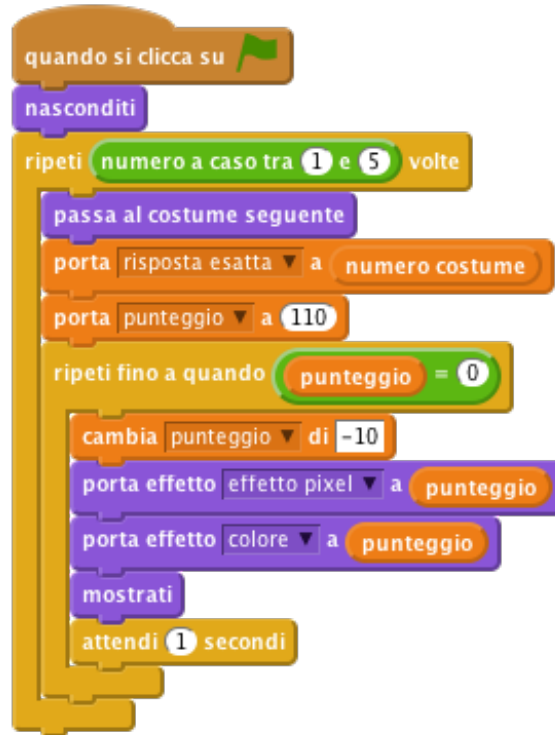 quando si clicca su
nasconditi
ripeti numero a caso tra 1 e 5 volte
passa al costume seguente
porta risposta esatta a numero costume
porta punteggio a 110
ripeti fino a quando punteggio = 0
cambia punteggio di -10
porta effetto effetto pixel a punteggio
porta effetto colore a punteggio
mostrati
attendi 1 secondi